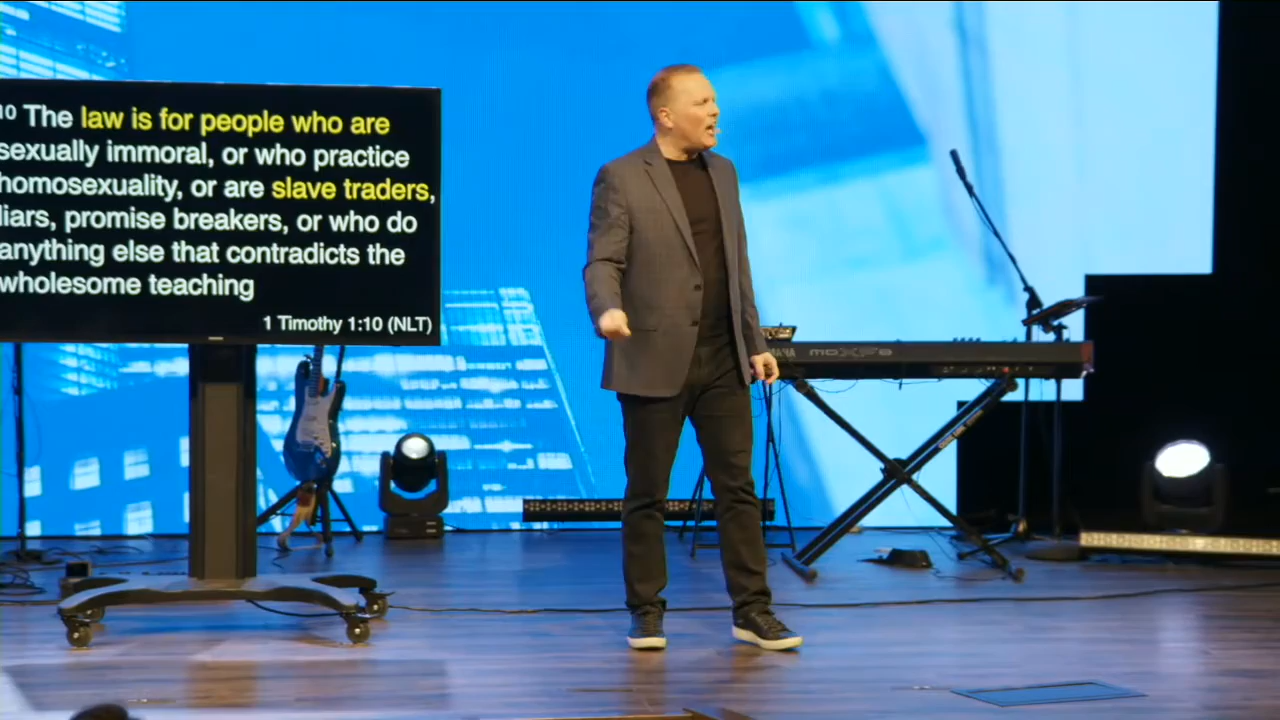 10 The law is for people who are
sexually immoral, or who practice
homosexuality, or are slave traders,
liars, promise breakers, or who do
anything else that contradicts the
wholesome teaching
1 Timothy 1:10 (NLT)